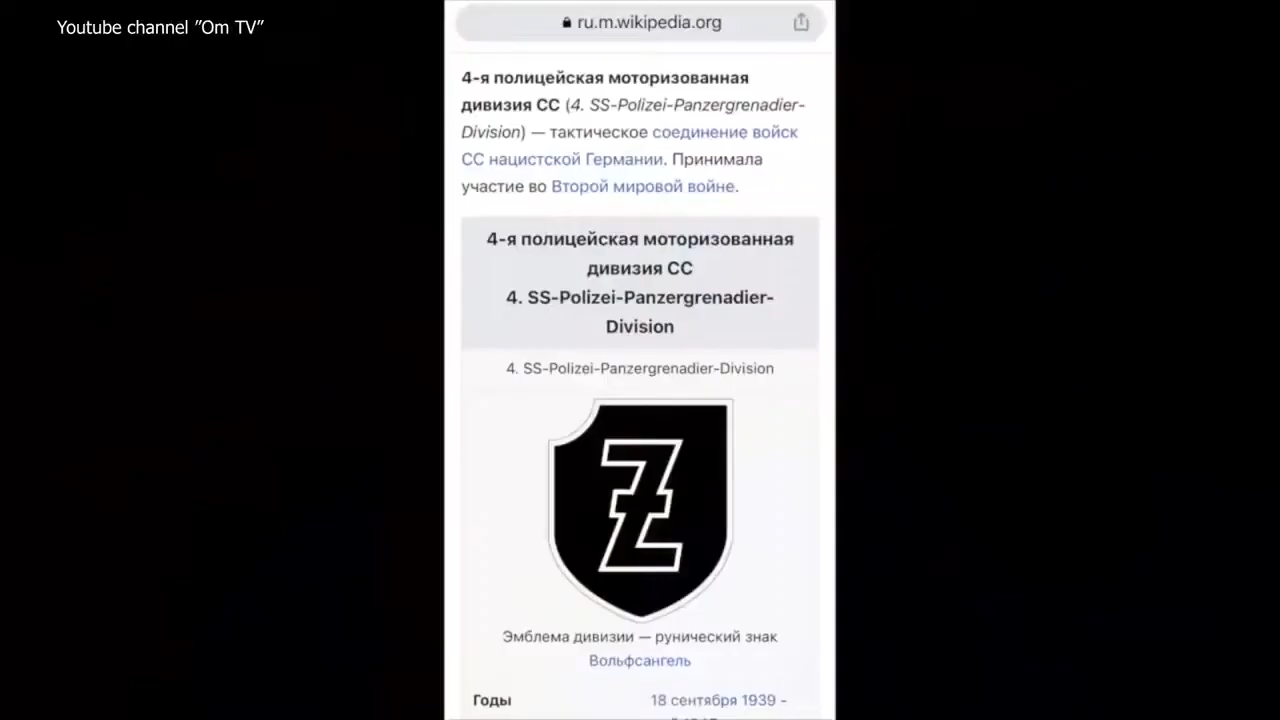 Youtube channel "Om TV"
ru.m.wikipedia.org
4-я полицейская моторизованная
дивизия СС (4. SS-Polizei-Panzergrenadier-
Division) — тактическое соединение войск
СС нацистской Германии. Принимала
участие во Второй мировой войне.
4-я полицейская моторизованная
дивизия СС
4. SS-Polizei-Panzergrenadier-
Division
4. SS-Polizei-Panzergrenadier-Division
Эмблема дивизии — рунический знак
Вольфсангель
Годы
18 сентября 1939 -